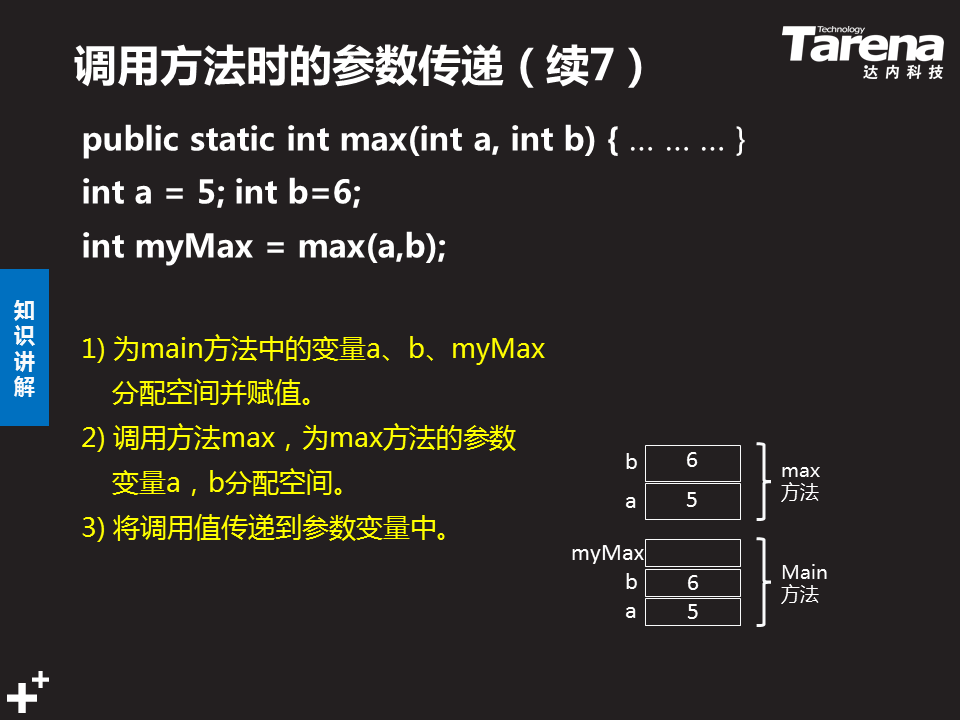 调用方法时的参数传递（续7）
Technology
Tarena
达内科技
public static int max(int a, int b) { … … … }
int a = 5; int b=6;
int myMax = max(a,b);
知识讲解
1) 为main方法中的变量a、b、myMax
分配空间并赋值。
2) 调用方法max，为max方法的参数
变量a，b分配空间。
3) 将调用值传递到参数变量中。
b 6
a 5
max
方法
myMax
b 6
a 5
Main
方法